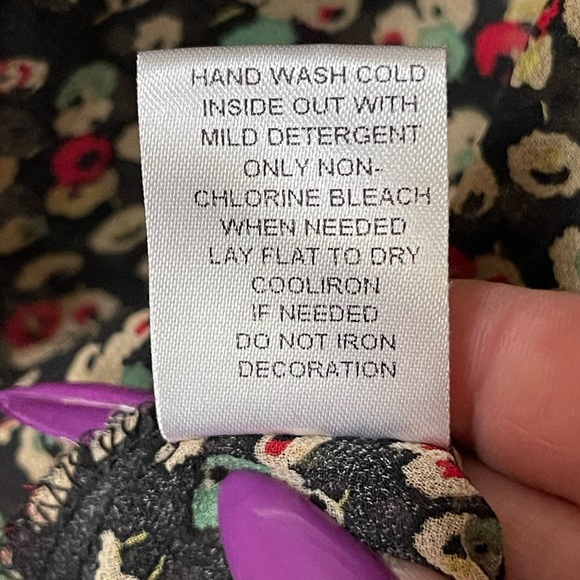 HAND WASH COLD
INSIDE OUT WITH
MILD DETERGENT
ONLY NON-
CHLORINE BLEACH
WHEN NEEDED
LAY FLAT TO DRY
COOLIRON
IF NEEDED
DO NOT IRON
DECORATION